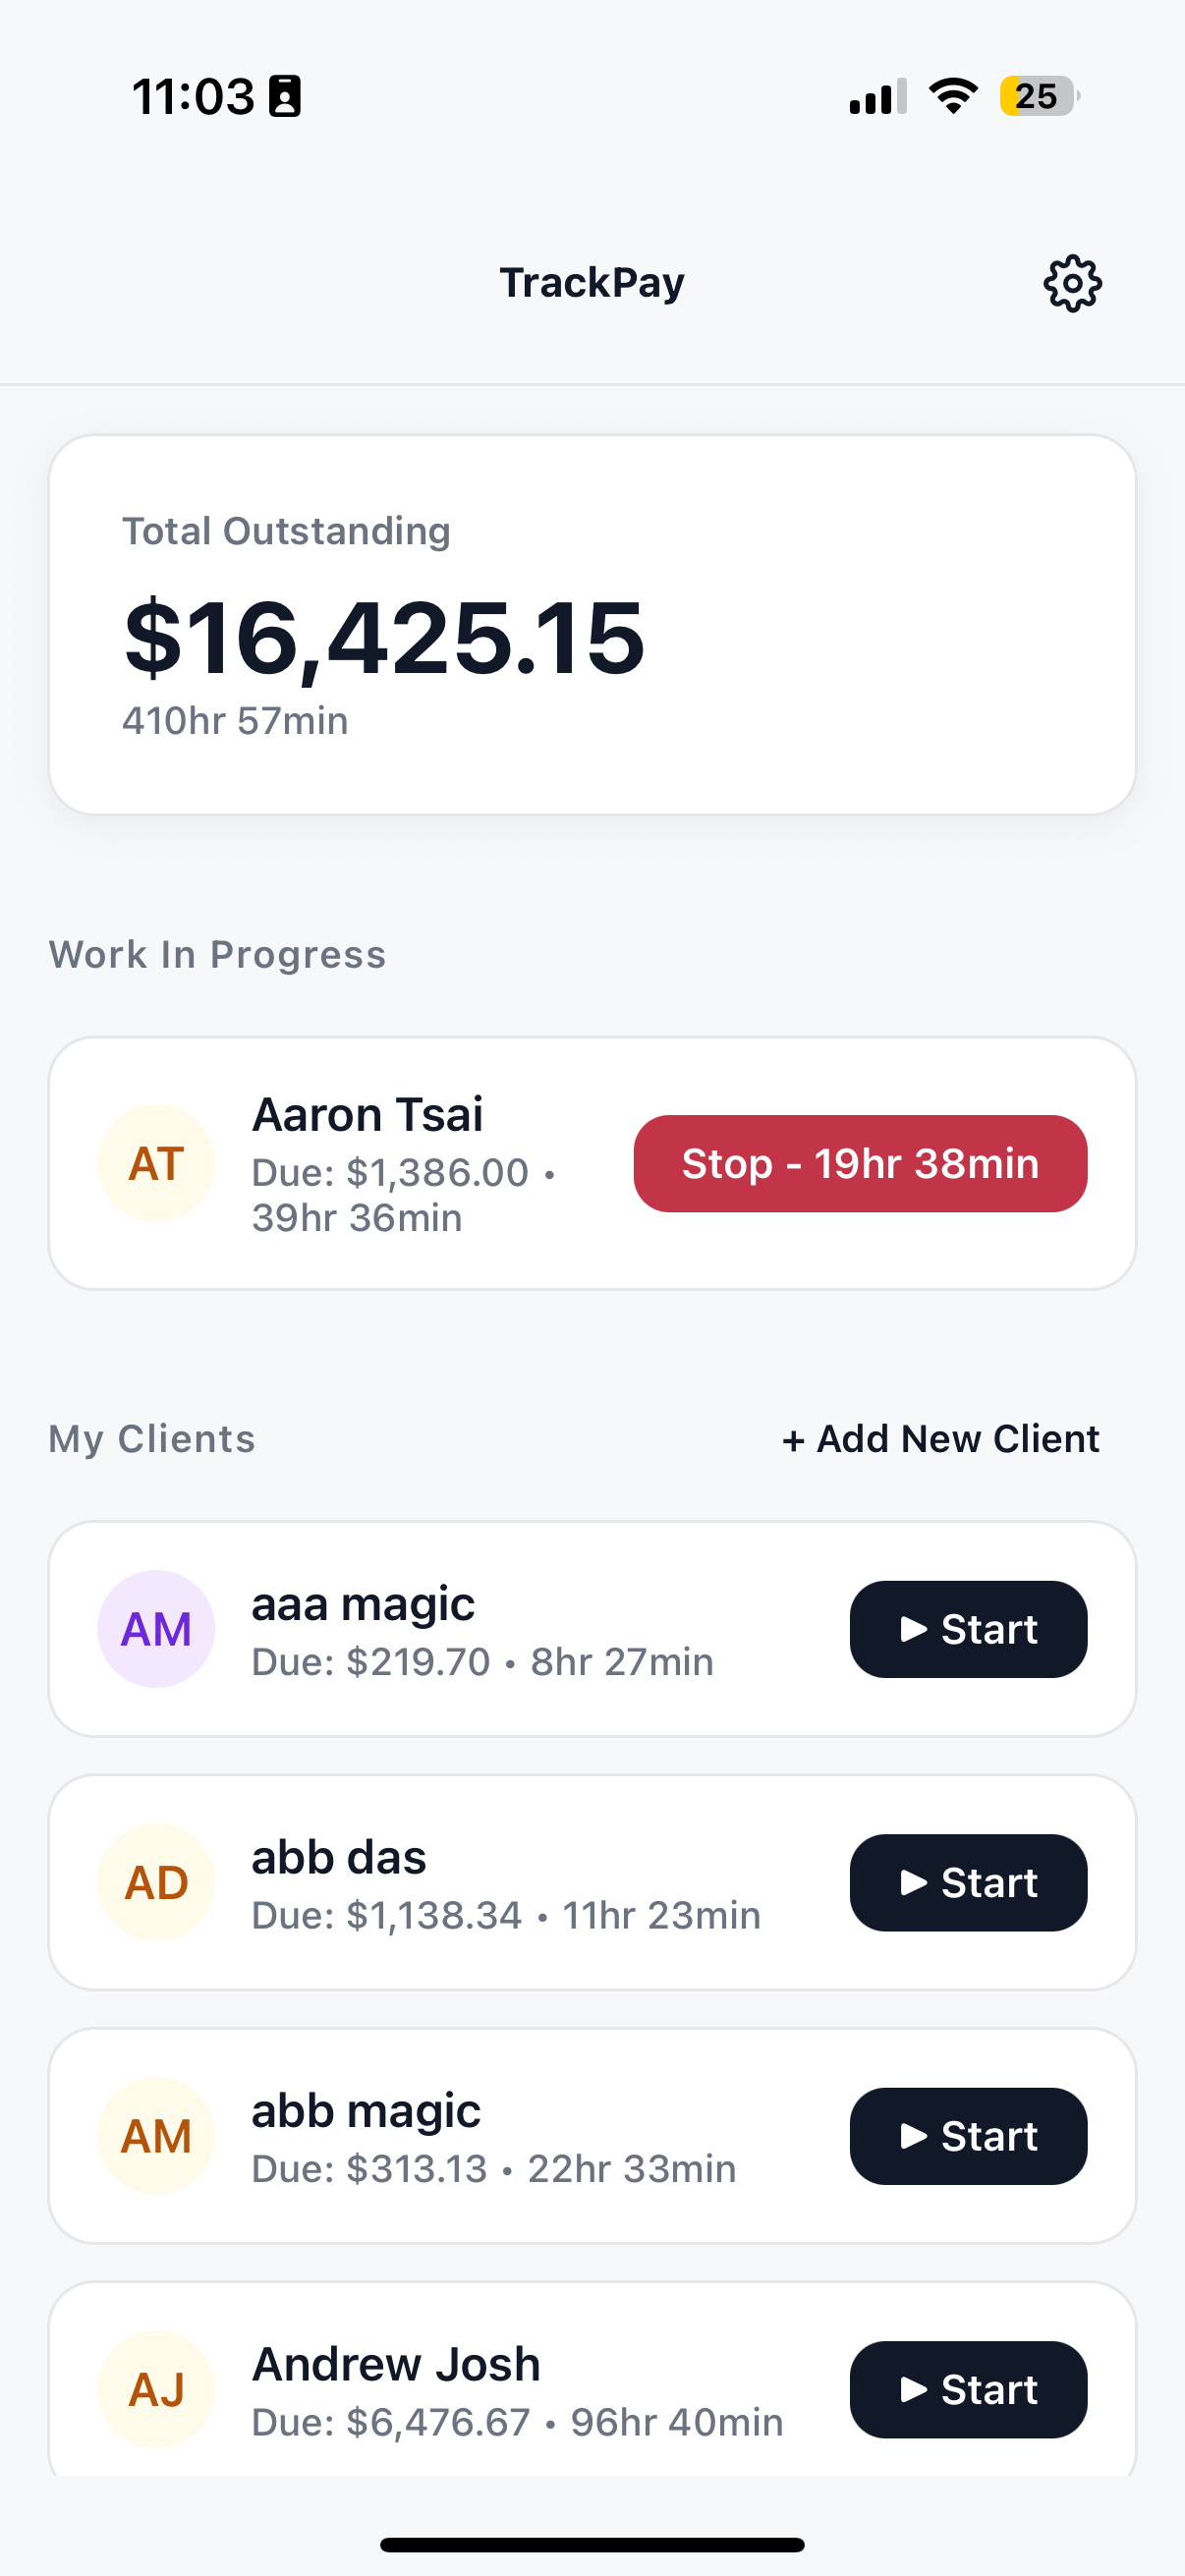 11:03
25
TrackPay
Total Outstanding
$16,425.15
410hr 57min
Work In Progress
AT
Aaron Tsai
Due: $1,386.00 •
39hr 36min
Stop - 19hr 38min
My Clients
+ Add New Client
AM
aaa magic
Due: $219.70 • 8hr 27min
Start
AD
abb das
Due: $1,138.34 • 11hr 23min
Start
AM
abb magic
Due: $313.13 • 22hr 33min
Start
AJ
Andrew Josh
Due: $6,476.67 • 96hr 40min
Start